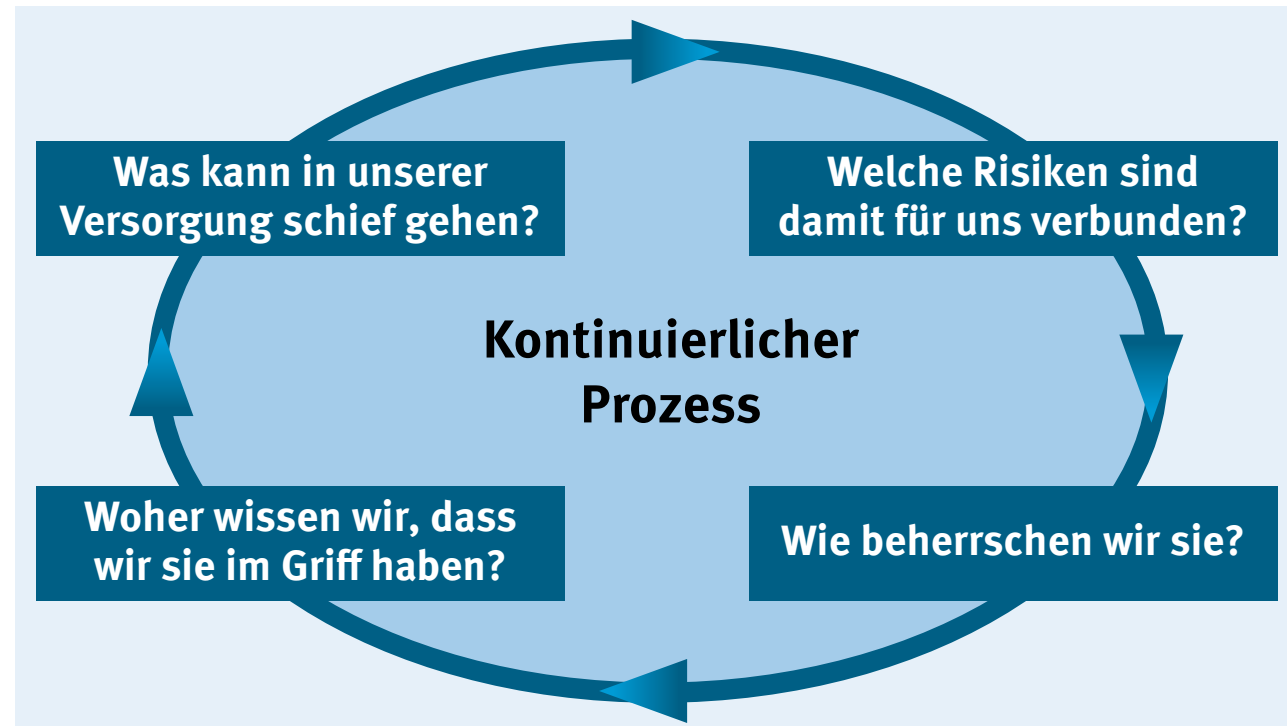 Was kann in unserer
Versorgung schief gehen?
Welche Risiken sind
damit für uns verbunden?
Kontinuierlicher
Prozess
Woher wissen wir, dass
wir sie im Griff haben?
Wie beherrschen wir sie?